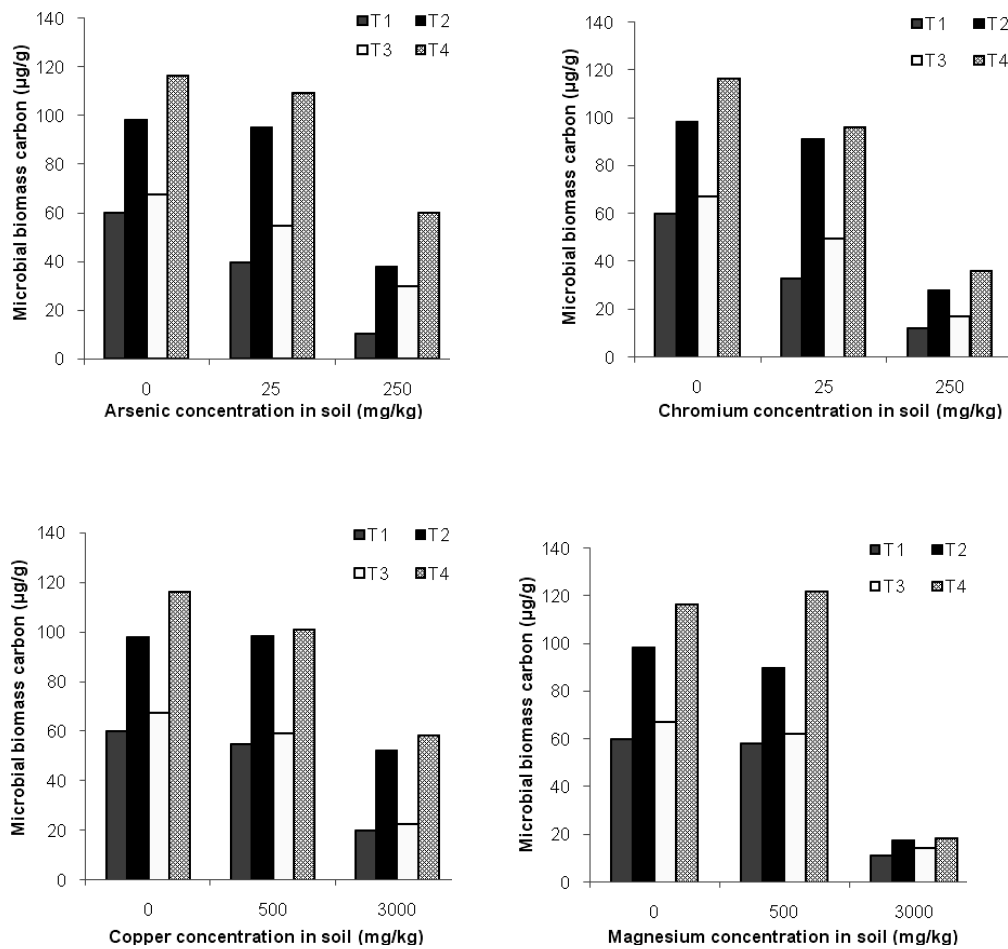 140
120
100
80
60
40
20
0
Microbial biomass carbon (µg/g)
T1 T2
T3 T4
0 25 250
Arsenic concentration in soil (mg/kg)
140
120
100
80
60
40
20
0
Microbial biomass carbon (µg/g)
T1 T2
T3 T4
0 25 250
Chromium concentration in soil (mg/kg)
140
120
100
80
60
40
20
0
Microbial biomass carbon (µg/g)
T1 T2
T3 T4
0 500 3000
Copper concentration in soil (mg/kg)
140
120
100
80
60
40
20
0
Microbial biomass carbon (µg/g)
T1 T2
T3 T4
0 500 3000
Magnesium concentration in soil (mg/kg)